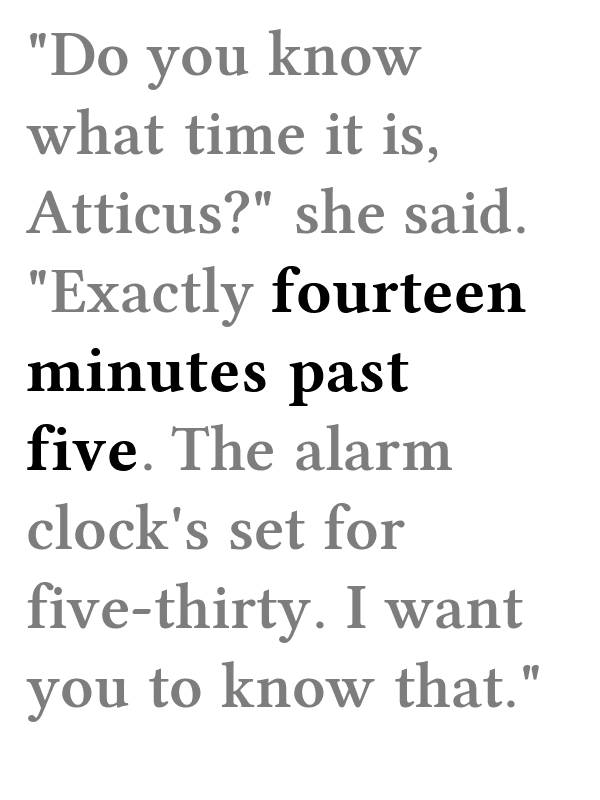 "Do you know
what time it is,
Atticus?" she said.
"Exactly fourteen
minutes past
five. The alarm
clock's set for
five-thirty. I want
you to know that."